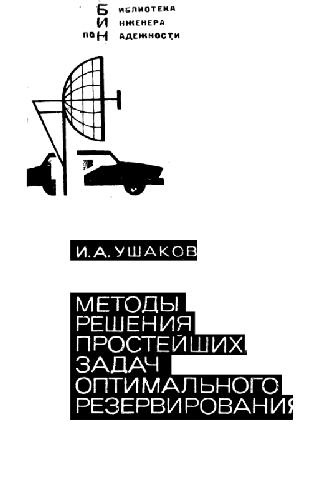 БИБЛИОТЕКА
ИНЖЕНЕРА
ПО НАДЕЖНОСТИ
И.А.УШАКОВ
МЕТОДЫ
РЕШЕНИЯ
ПРОСТЕЙШИХ
ЗАДАЧ
ОПТИМАЛЬНОГО
РЕЗЕРВИРОВАНИЯ